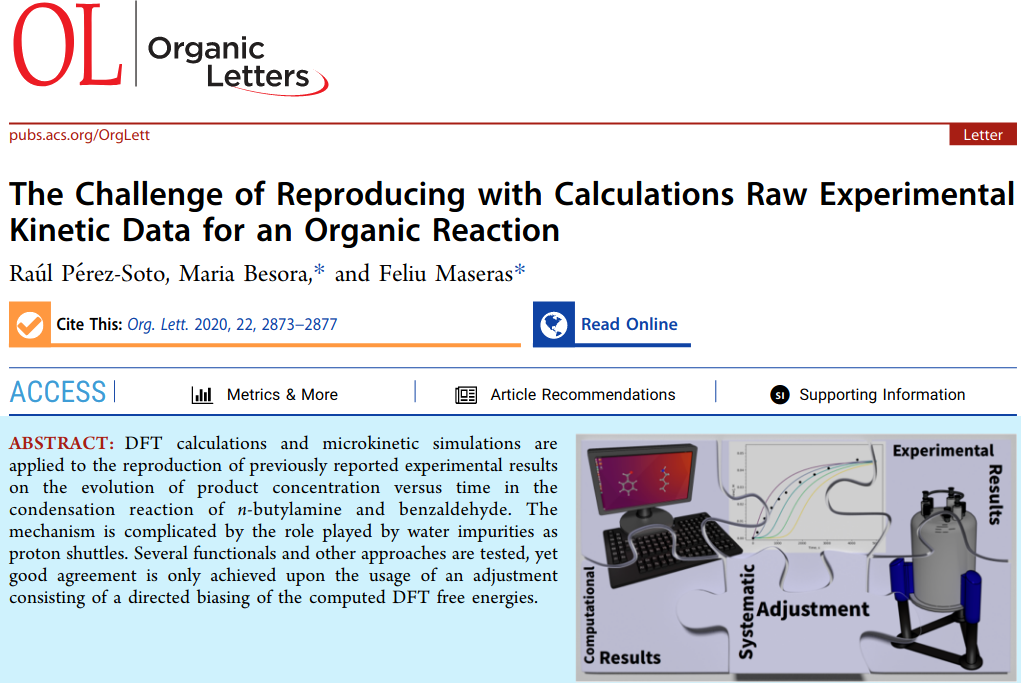 OL
Organic
Letters
pubs.acs.org/OrgLett
Letter
The Challenge of Reproducing with Calculations Raw Experimental
Kinetic Data for an Organic Reaction
Raúl Pérez-Soto, Maria Besora,* and Feliu Maseras*
Cite This: Org. Lett. 2020, 22, 2873−2877
Read Online
ACCESS
Metrics & More
Article Recommendations
SI
Supporting Information
ABSTRACT: DFT calculations and microkinetic simulations are
applied to the reproduction of previously reported experimental results
on the evolution of product concentration versus time in the
condensation reaction of n-butylamine and benzaldehyde. The
mechanism is complicated by the role played by water impurities as
proton shuttles. Several functionals and other approaches are tested, yet
good agreement is only achieved upon the usage of an adjustment
consisting of a directed biasing of the computed DFT free energies.
Computational
Results
Systematic
Adjustment
Experimental
Results